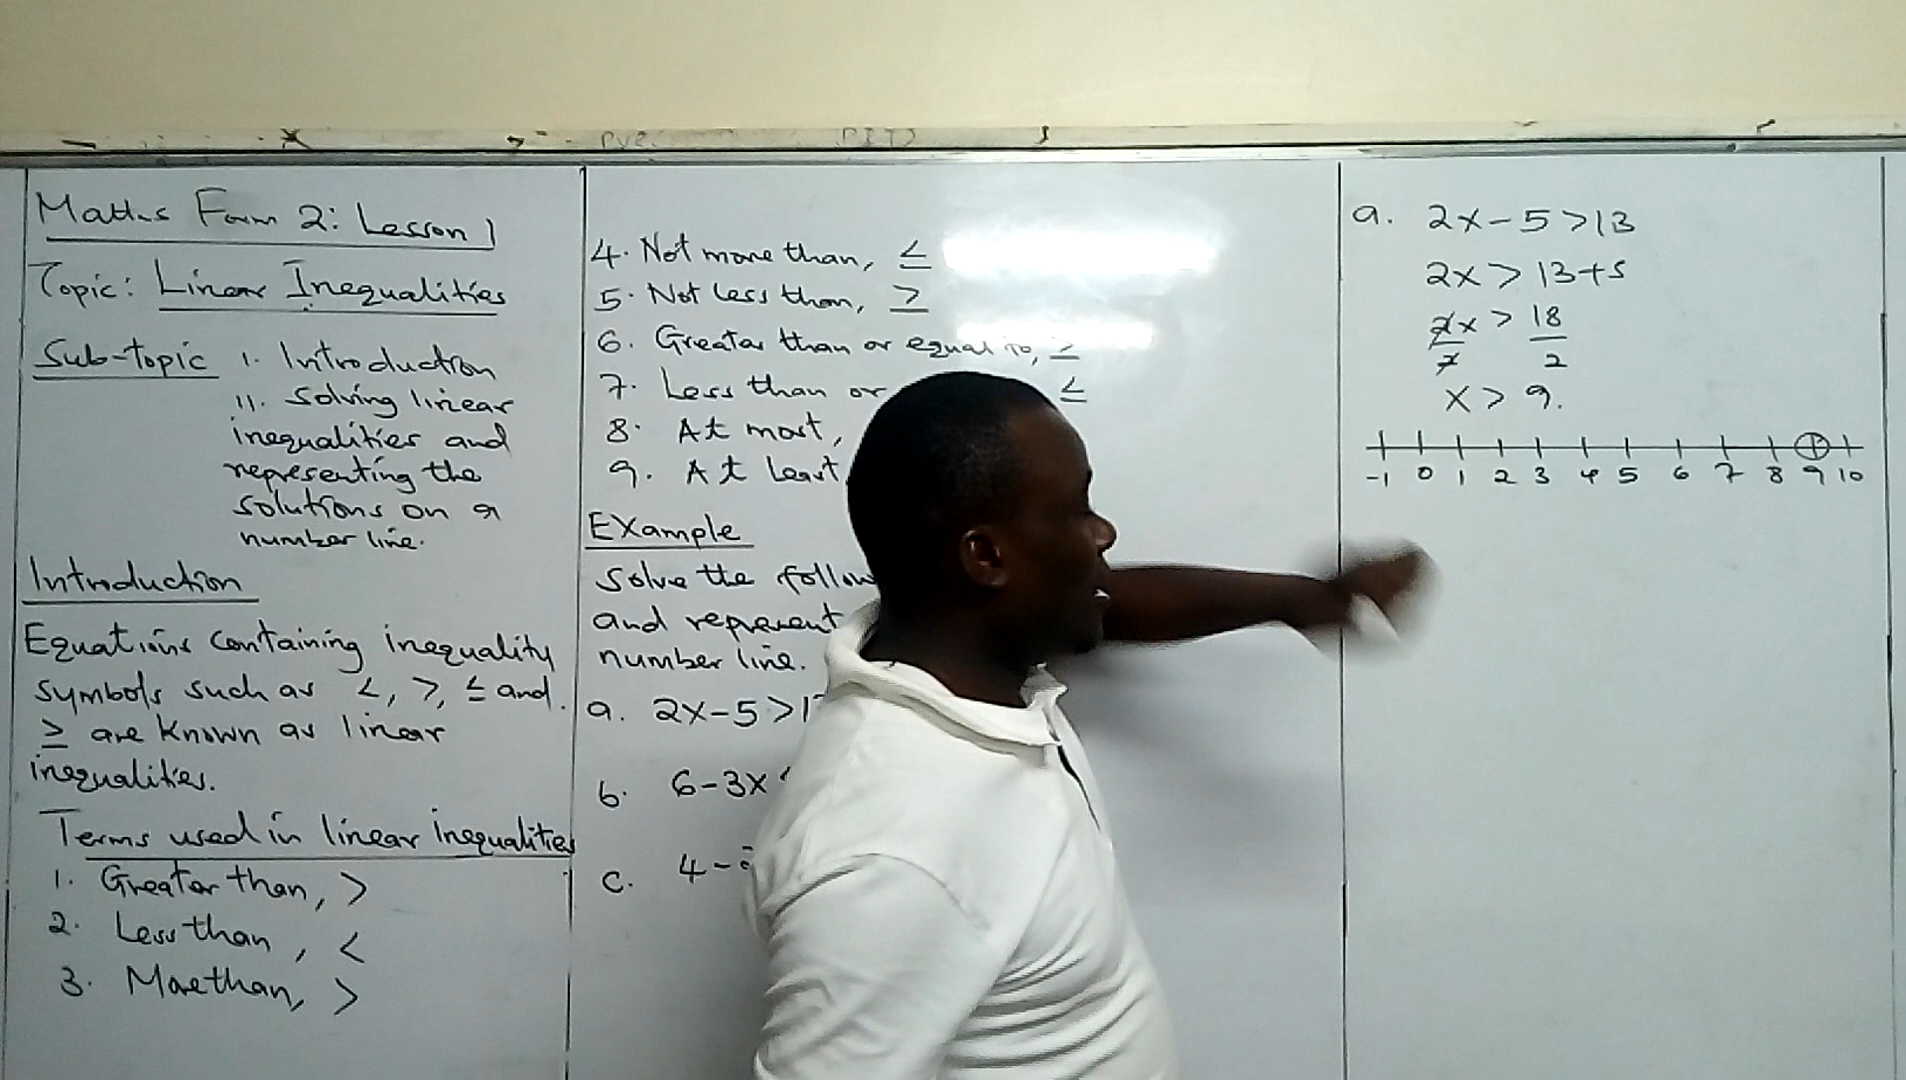 Maths Form 2: Lesson 1
Topic: Linear Inequalities
Sub-topic i. Introduction
ii. Solving linear
inequalities and
representing the
solutions on a
number line.
Introduction
Equations containing inequality
symbols such as <, >, ≤ and
≥ are known as linear
inequalities.
Terms used in linear inequalities
1. Greater than, >
2. Less than, <
3. More than, >
4. Not more than, ≤
5. Not less than, ≥
6. Greater than or equal to, ≥
7. Less than or ≤
8. At most,
9. At least
Example
Solve the
and represent
number line.
a. 2x-5>1
b. 6-3x
c. 4-
a. 2x-5>13
2x > 13+5
2x > 18
2 2
x > 9.
-1 0 1 2 3 4 5 6 7 8 9 10